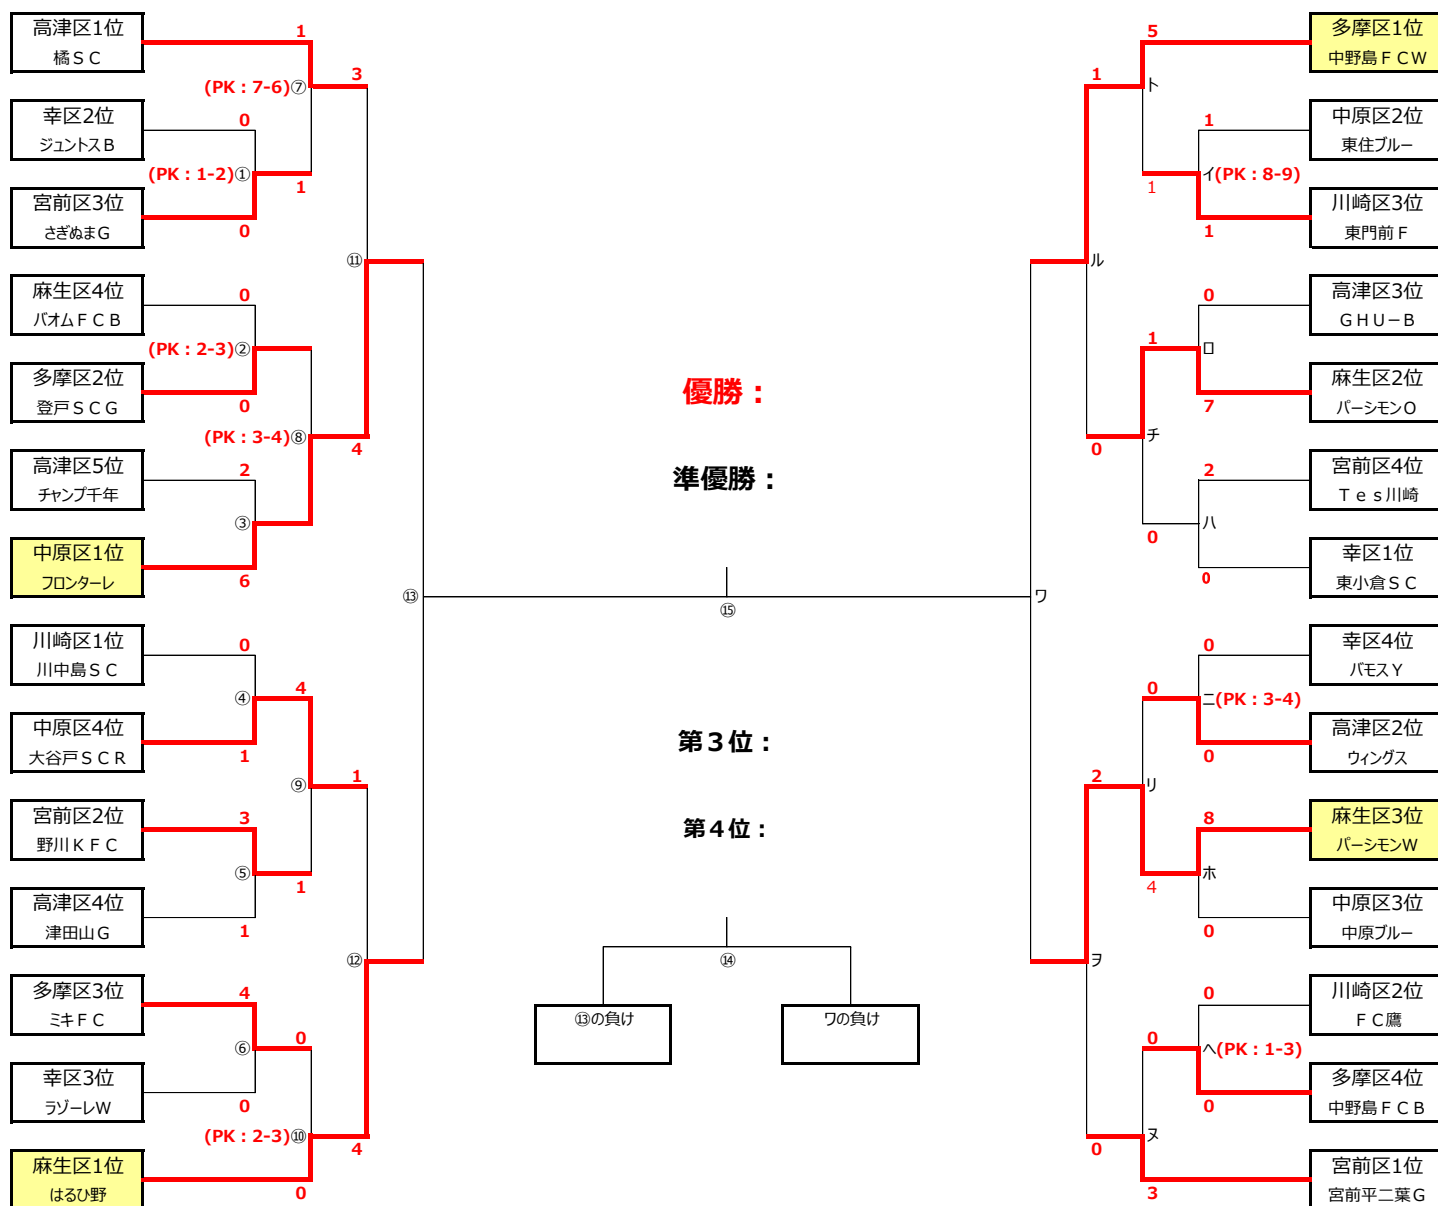 高津区1位
橘ＳＣ
1
(PK：7-6)⑦
3
幸区2位
ジュントスＢ
0
(PK：1-2)①
1
宮前区3位
さぎぬまＧ
0
⑪
麻生区4位
バオムＦＣＢ
0
(PK：2-3)②
多摩区2位
登戸ＳＣＧ
0
(PK：3-4)⑧
4
高津区5位
チャンプ千年
2
③
中原区1位
フロンターレ
6
⑬
川崎区1位
川中島ＳＣ
0
④
4
中原区4位
大谷戸ＳＣＲ
1
⑨
1
宮前区2位
野川ＫＦＣ
3
⑤
1
高津区4位
津田山Ｇ
1
⑫
多摩区3位
ミキＦＣ
4
⑥
0
幸区3位
ラゾーレW
0
(PK：2-3)⑩
4
麻生区1位
はるひ野
0
優勝：
準優勝：
⑮
第３位：
第４位：
⑭
⑬の負け
ワの負け
5
多摩区1位
中野島ＦＣW
1
ト
1
中原区2位
東住ブルー
1
イ(PK：8-9)
川崎区3位
東門前Ｆ
1
ル
0
高津区3位
ＧＨＵ－Ｂ
1
ロ
麻生区2位
パーシモンＯ
7
0
チ
2
宮前区4位
Ｔｅｓ川崎
0
ハ
幸区1位
東小倉ＳＣ
0
ワ
0
幸区4位
バモスＹ
0
ニ(PK：3-4)
高津区2位
ウィングス
0
2
リ
8
麻生区3位
パーシモンW
4
ホ
中原区3位
中原ブルー
0
ヲ
0
川崎区2位
ＦＣ鷹
0
ヘ(PK：1-3)
多摩区4位
中野島ＦＣＢ
0
0
ヌ
宮前区1位
宮前平二葉Ｇ
3